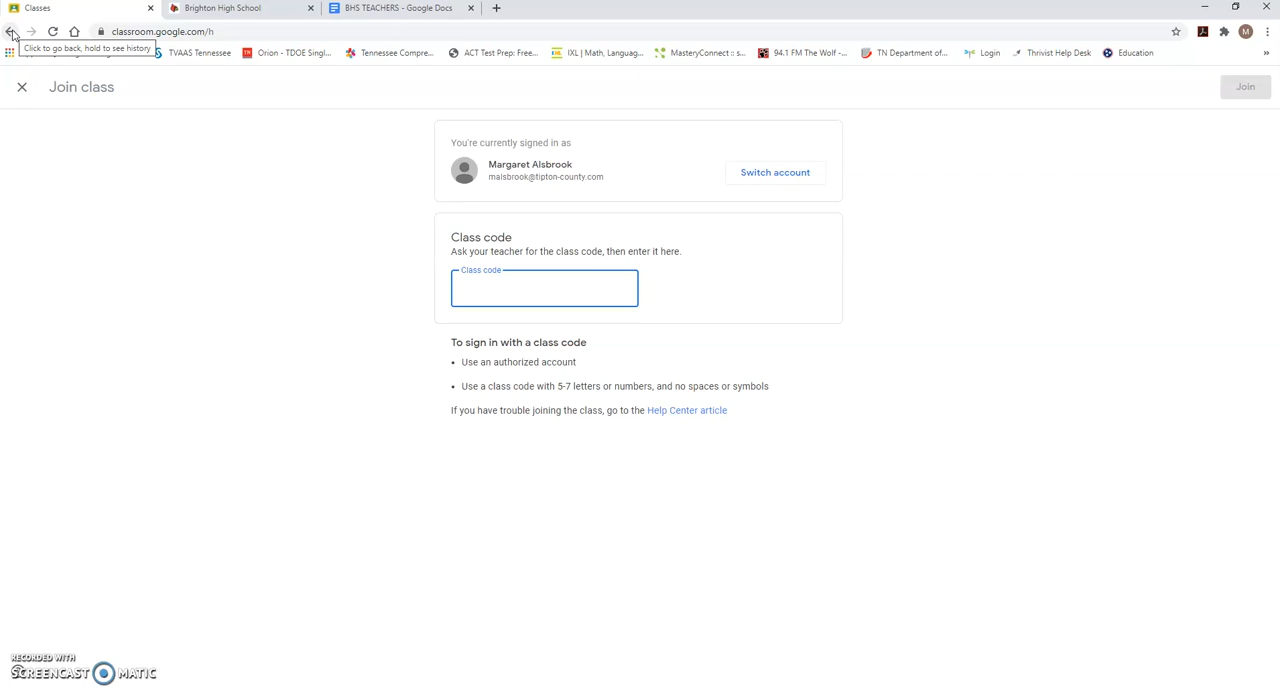 Classes
Brighton High School
BHS TEACHERS - Google Docs
classroom.google.com/h
Click to go back, hold to see history
TVAAS Tennessee
Orion - TDOE Singl...
Tennessee Compre...
ACT Test Prep: Free...
IXL | Math, Languag...
MasteryConnect :: s...
94.1 FM The Wolf -...
TN Department of...
Login
Thrivist Help Desk
Education
»
Join class
Join
You're currently signed in as
Margaret Alsbrook
malsbrook@tipton-county.com
Switch account
Class code
Ask your teacher for the class code, then enter it here.
Class code
To sign in with a class code
• Use an authorized account
• Use a class code with 5-7 letters or numbers, and no spaces or symbols
If you have trouble joining the class, go to the Help Center article
RECORDED WITH
SCREENCAST MATIC